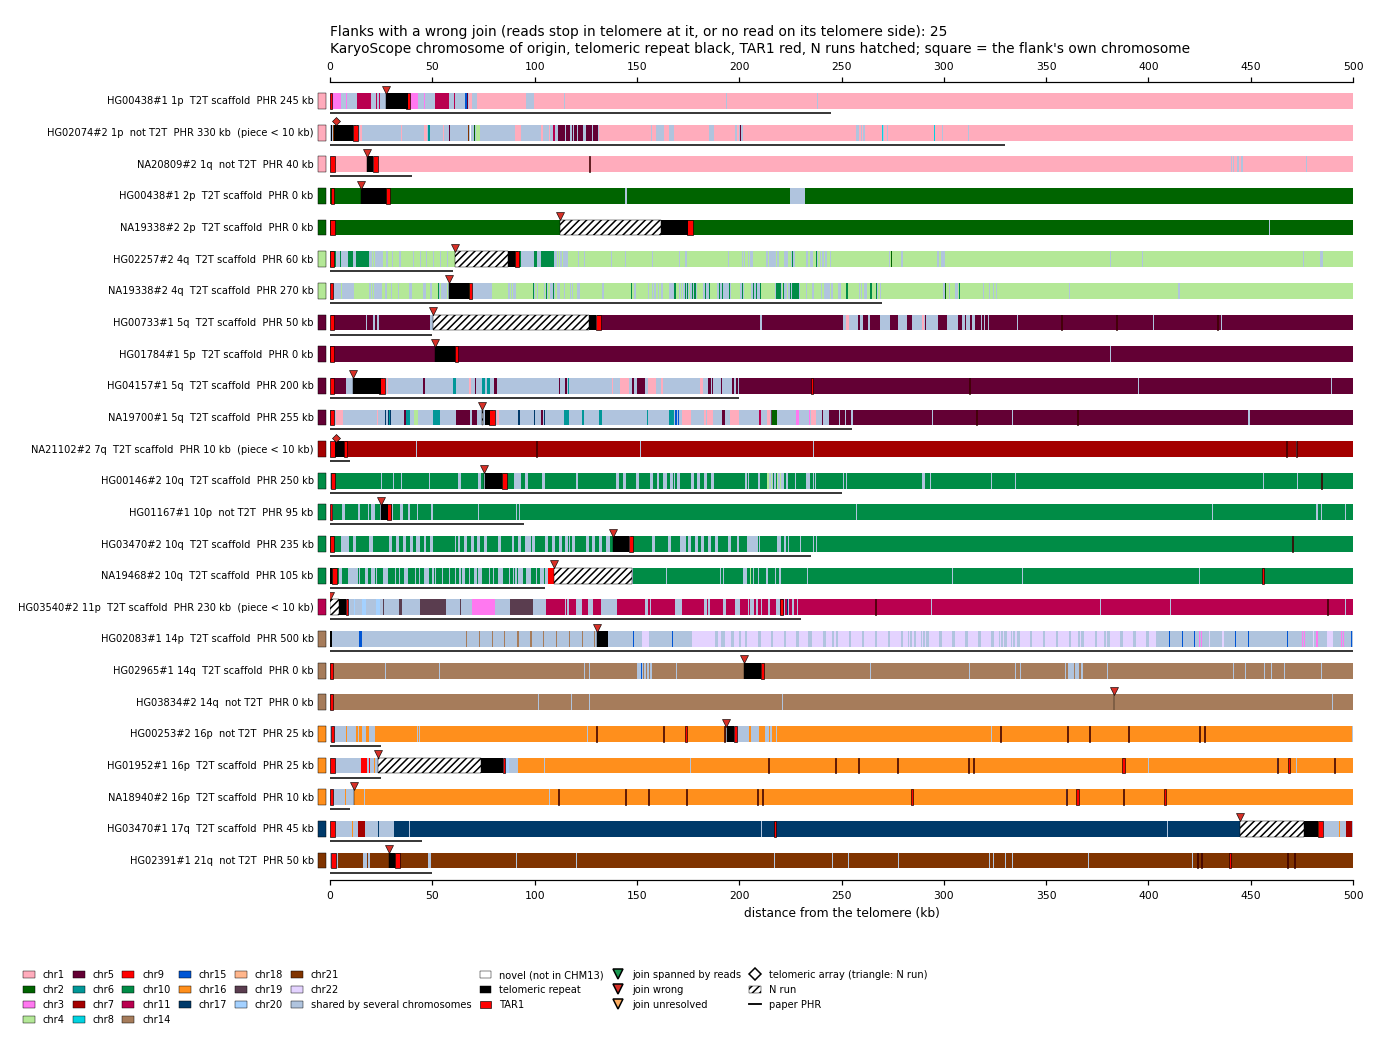 Flanks with a wrong join (reads stop in telomere at it, or no read on its telomere side): 25
KaryoScope chromosome of origin, telomeric repeat black, TAR1 red, N runs hatched; square = the flank's own chromosome
0 50 100 150 200 250 300 350 400 450 500
HG00438#1 1p T2T scaffold PHR 245 kb
HG02074#2 1p not T2T PHR 330 kb (piece < 10 kb)
NA20809#2 1q not T2T PHR 40 kb
HG00438#1 2p T2T scaffold PHR 0 kb
NA19338#2 2p T2T scaffold PHR 0 kb
HG02257#2 4q T2T scaffold PHR 60 kb
NA19338#2 4q T2T scaffold PHR 270 kb
HG00733#1 5q T2T scaffold PHR 50 kb
HG01784#1 5p T2T scaffold PHR 0 kb
HG04157#1 5q T2T scaffold PHR 200 kb
NA19700#1 5q T2T scaffold PHR 255 kb
NA21102#2 7q T2T scaffold PHR 10 kb (piece < 10 kb)
HG00146#2 10q T2T scaffold PHR 250 kb
HG01167#1 10p not T2T PHR 95 kb
HG03470#2 10q T2T scaffold PHR 235 kb
NA19468#2 10q T2T scaffold PHR 105 kb
HG03540#2 11p T2T scaffold PHR 230 kb (piece < 10 kb)
HG02083#1 14p T2T scaffold PHR 500 kb
HG02965#1 14q T2T scaffold PHR 0 kb
HG03834#2 14q not T2T PHR 0 kb
HG00253#2 16p not T2T PHR 25 kb
HG01952#1 16p T2T scaffold PHR 25 kb
NA18940#2 16p T2T scaffold PHR 10 kb
HG03470#1 17q T2T scaffold PHR 45 kb
HG02391#1 21q not T2T PHR 50 kb
0 50 100 150 200 250 300 350 400 450 500
distance from the telomere (kb)
chr1 chr5 chr9 chr15 chr18 chr21 novel (not in CHM13) join spanned by reads telomeric array (triangle: N run)
chr2 chr6 chr10 chr16 chr19 chr22 telomeric repeat join wrong N run
chr3 chr7 chr11 chr17 chr20 shared by several chromosomes TAR1 join unresolved paper PHR
chr4 chr8 chr14